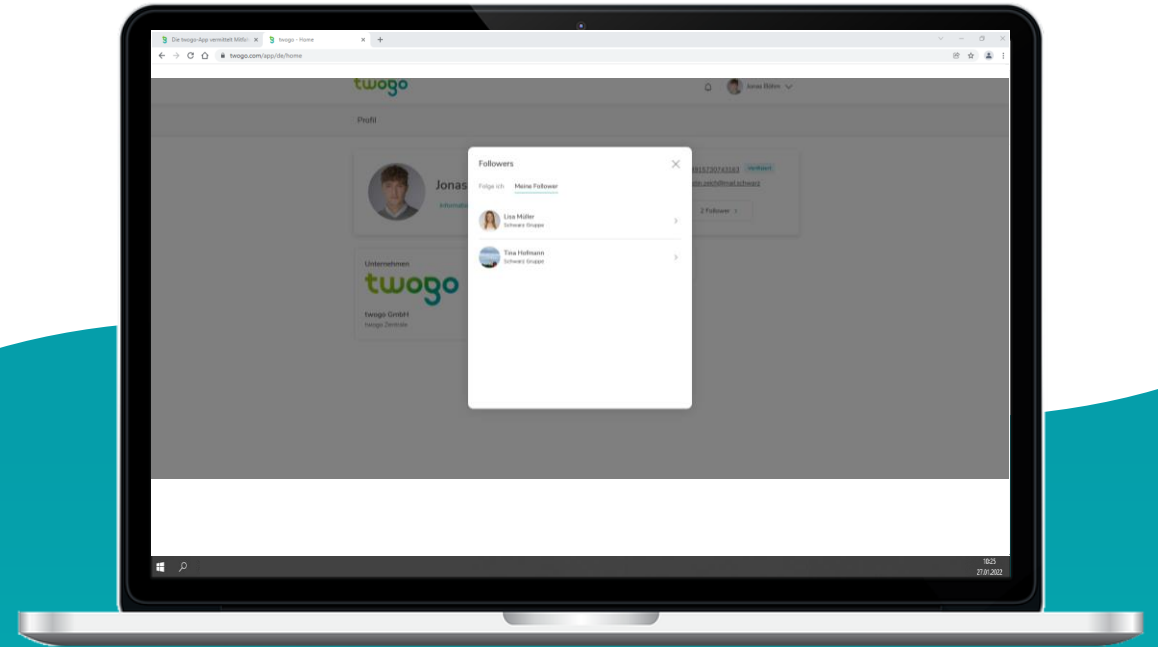 Die twogo-App vermittelt Mitfa
twogo - Home
twogo.com/app/de/home
twogo
Jonas Böhm
Profil
Followers
Jonas
Folge ich
Meine Follower
Verifiziert
Lisa Müller
Schwarz Gruppe
2 Follower
Tina Hofmann
Schwarz Gruppe
Unternehmen
twogo
twogo GmbH
twogo Zentrale
10:25
27.01.2022